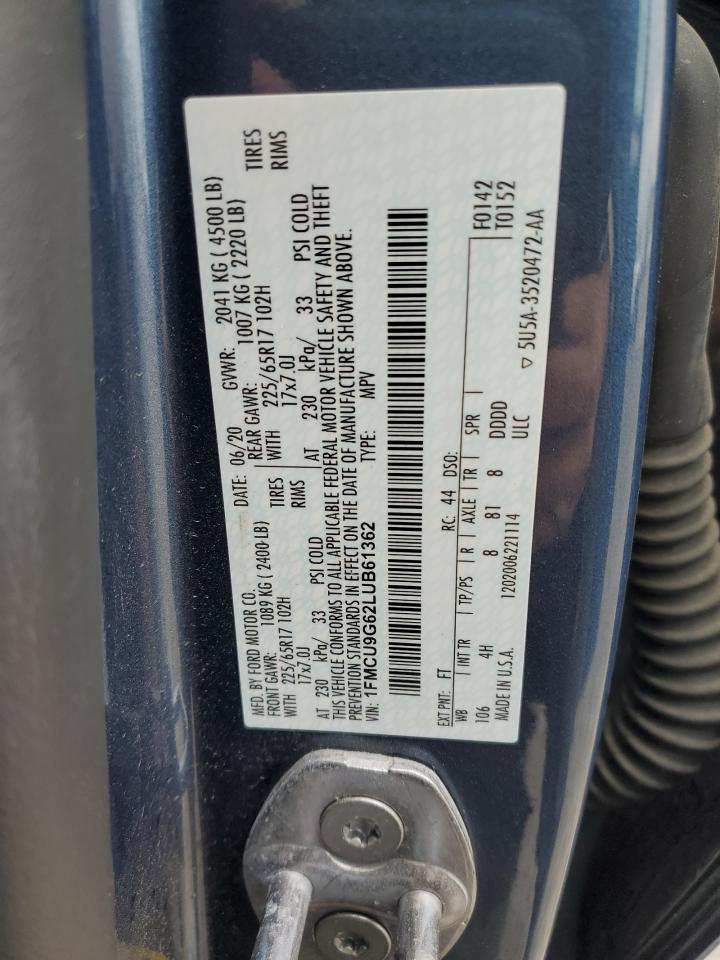 MFD. BY FORD MOTOR CO.
DATE: 06/20 GVWR: 2041 KG ( 4500 LB)
FRONT GAWR: 1089 KG ( 2400 LB)
REAR GAWR: 1007 KG ( 2220 LB)
WITH 225/65R17 102H TIRES
WITH 225/65R17 102H TIRES
17x7.0J RIMS
17x7.0J RIMS
AT 230 kPa/ 33 PSI COLD
AT 230 kPa/ 33 PSI COLD
THIS VEHICLE CONFORMS TO ALL APPLICABLE FEDERAL MOTOR VEHICLE SAFETY AND THEFT
PREVENTION STANDARDS IN EFFECT ON THE DATE OF MANUFACTURE SHOWN ABOVE.
VIN: 1FMCU9G62LUB61362 TYPE: MPV
EXT PNT: FT RC: 44 DSO: F0142
WB INT TR TP/PS R AXLE TR SPR T0152
106 4H 8 81 8 DDDD
MADE IN U.S.A. 1202006221114 ULC ▽ 5U5A-3520472-AA